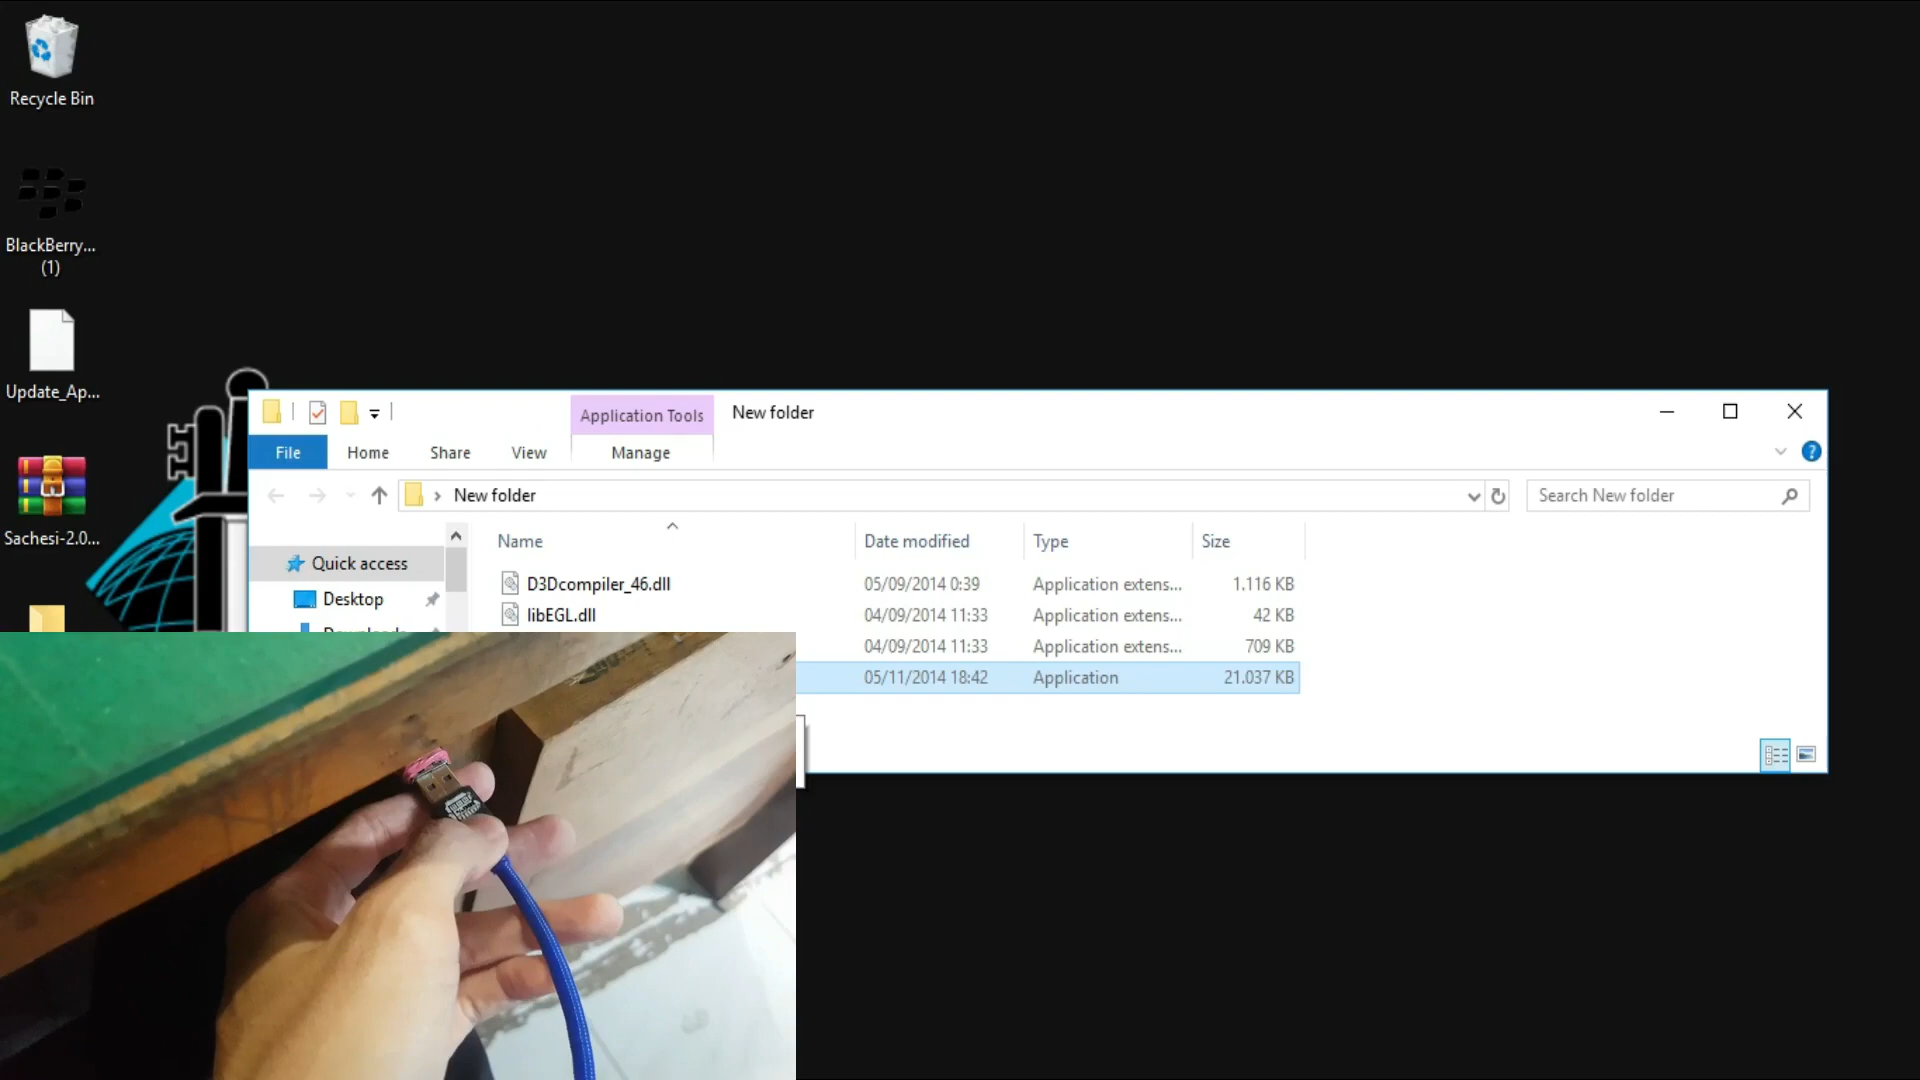 Recycle Bin
BlackBerry...
(1)
Update_Ap...
Sachesi-2.0...
Application Tools
New folder
File
Home
Share
View
Manage
New folder
Search New folder
Name
Date modified
Type
Size
Quick access
Desktop
D3Dcompiler_46.dll 05/09/2014 0:39 Application extens... 1.116 KB
libEGL.dll 04/09/2014 11:33 Application extens... 42 KB
04/09/2014 11:33 Application extens... 709 KB
05/11/2014 18:42 Application 21.037 KB